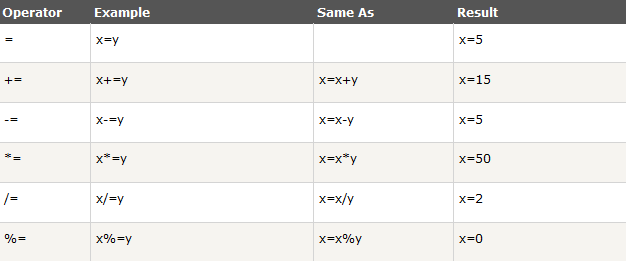 Operator Example Same As Result
= x=y x=5
+= x+=y x=x+y x=15
-= x-=y x=x-y x=5
*= x*=y x=x*y x=50
/= x/=y x=x/y x=2
%= x%=y x=x%y x=0